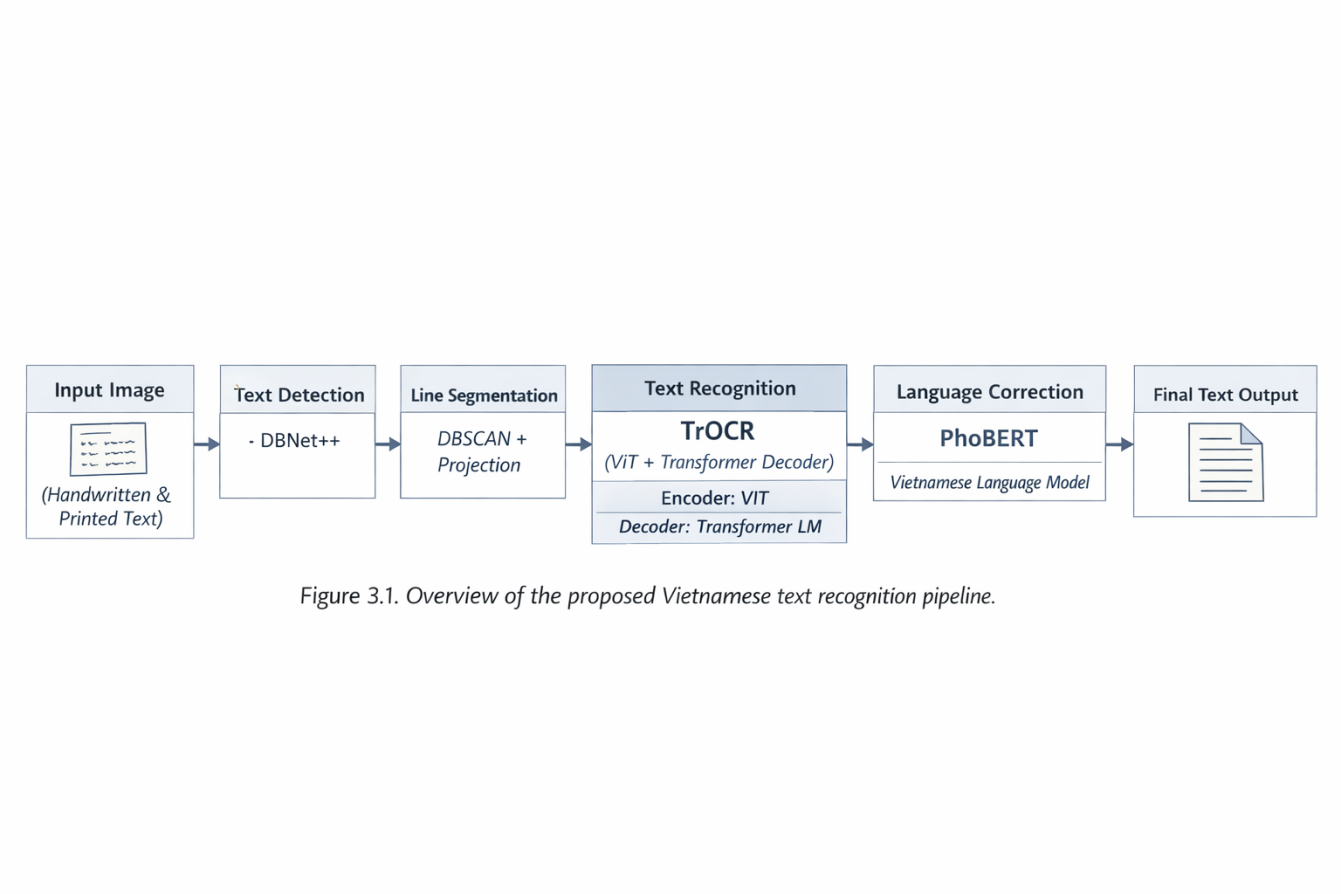 Input Image
(Handwritten &
Printed Text)
Text Detection
- DBNet++
Line Segmentation
DBSCAN +
Projection
Text Recognition
TrOCR
(ViT + Transformer Decoder)
Encoder: VIT
Decoder: Transformer LM
Language Correction
PhoBERT
Vietnamese Language Model
Final Text Output
Figure 3.1. Overview of the proposed Vietnamese text recognition pipeline.